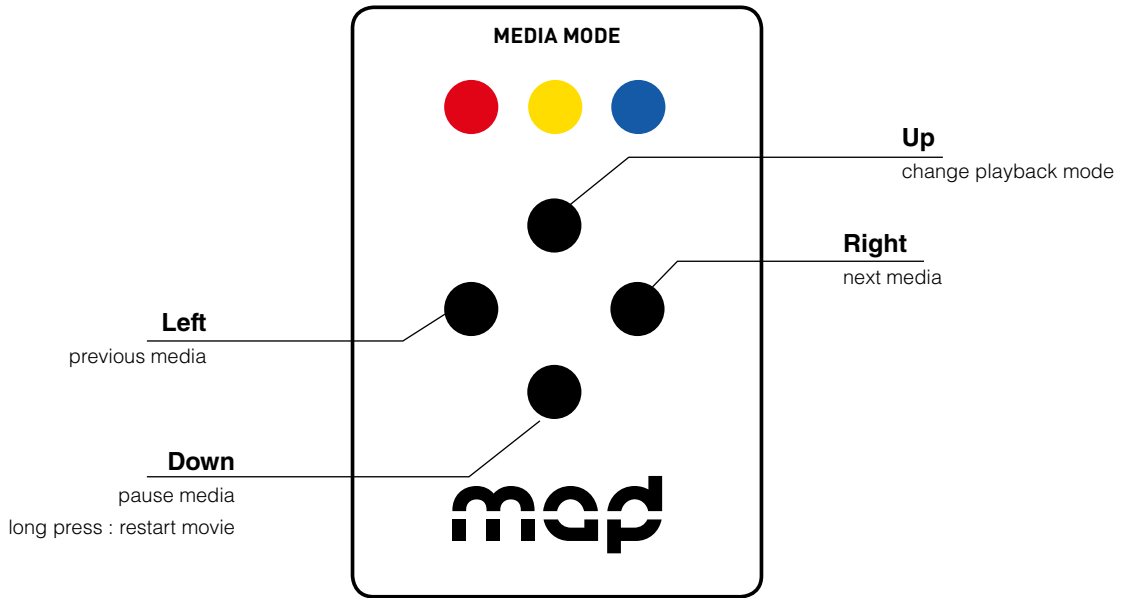 MEDIA MODE
Up
change playback mode
Right
next media
Left
previous media
Down
pause media
long press : restart movie
map